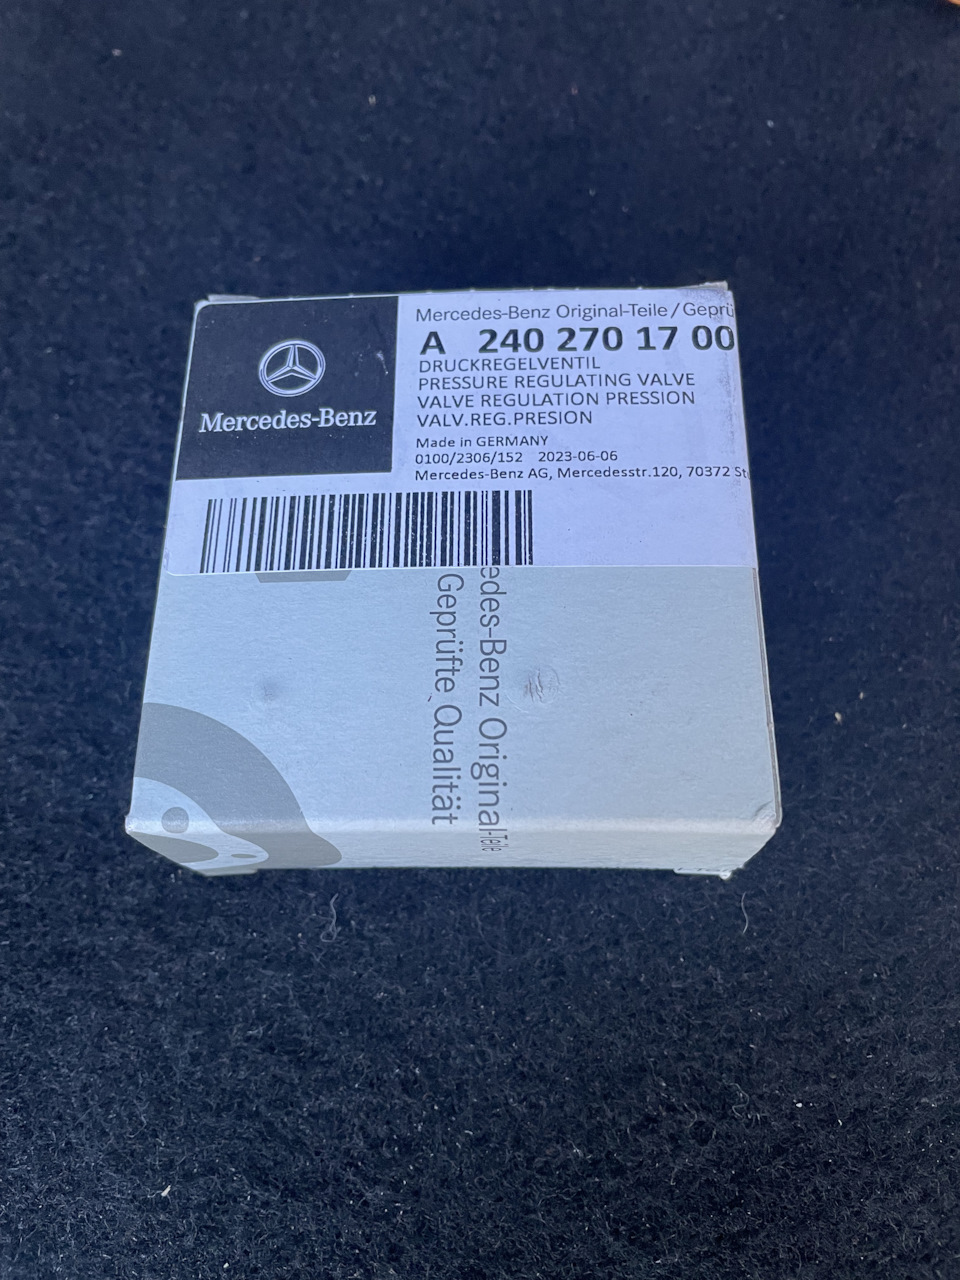 Mercedes-Benz Original-Teile / Geprü
A 240 270 17 00
DRUCKREGELVENTIL
PRESSURE REGULATING VALVE
VALVE REGULATION PRESSION
VALV.REG.PRESION
Made in GERMANY
0100/2306/152 2023-06-06
Mercedes-Benz AG, Mercedesstr.120, 70372 St
Mercedes-Benz
edes-Benz Original-Teile
Geprüfte Qualität